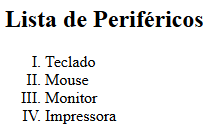 Lista de Periféricos
I. Teclado
II. Mouse
III. Monitor
IV. Impressora